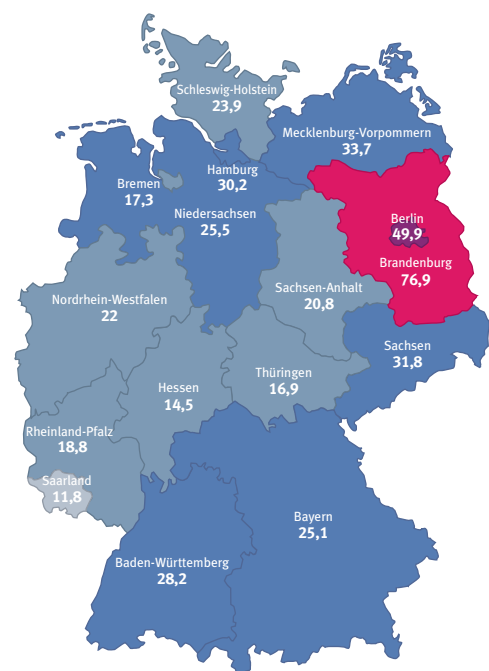 Schleswig-Holstein
23,9
Mecklenburg-Vorpommern
33,7
Hamburg
30,2
Bremen
17,3
Niedersachsen
25,5
Berlin
49,9
Brandenburg
76,9
Sachsen-Anhalt
20,8
Nordrhein-Westfalen
22
Sachsen
31,8
Thüringen
16,9
Hessen
14,5
Rheinland-Pfalz
18,8
Saarland
11,8
Bayern
25,1
Baden-Württemberg
28,2